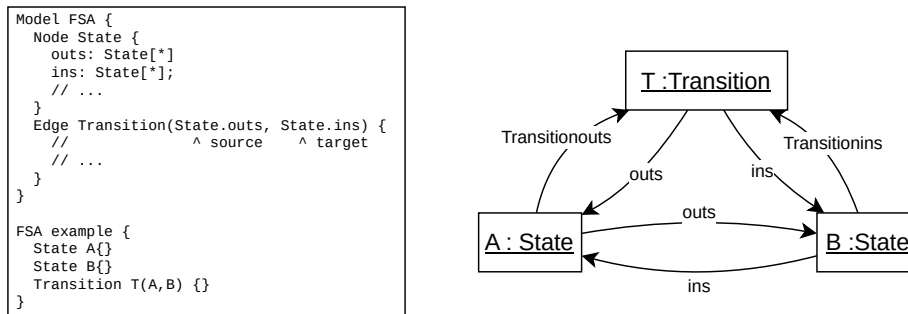 Model FSA {
Node State {
outs: State[*]
ins: State[*];
// ...
}
Edge Transition(State.outs, State.ins) {
// ^ source ^ target
// ...
}
}
FSA example {
State A{}
State B{}
Transition T(A,B) {}
}
T :Transition
Transitionouts
Transitionins
outs
ins
A : State
outs
B :State
ins